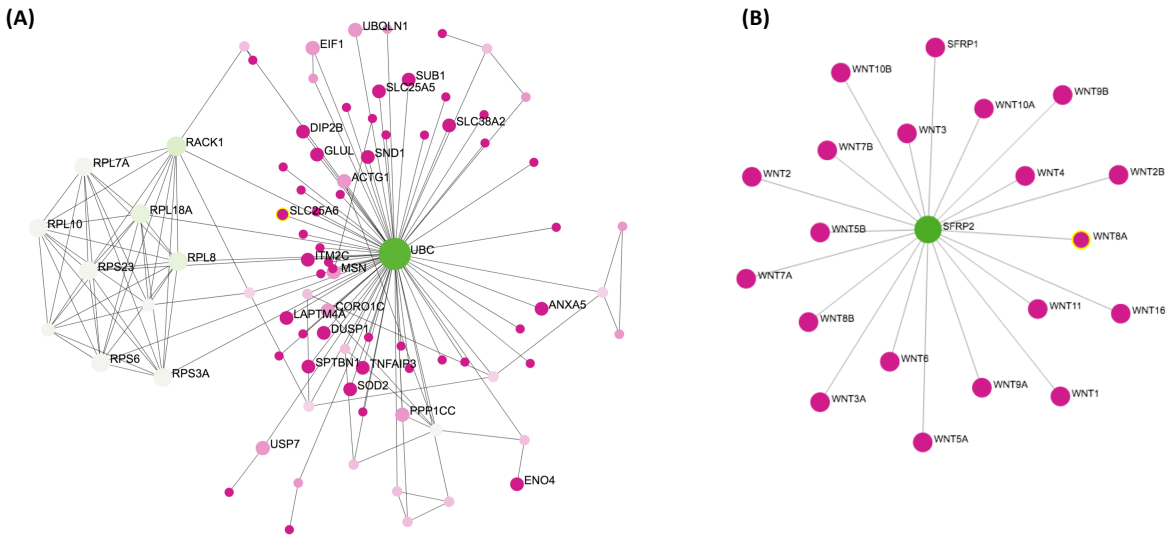 (A)
UBQLN1
EIF1
SUB1
SLC25A5
SLC38A2
DIP2B
RACK1
GLUL
SND1
RPL7A
ACTG1
RPL18A
SLC25A6
RPL10
UBC
ITM2C
RPL8
RPS23
MSN
CORO1C
ANXA5
LAPTM4A
DUSP1
RPS6
SPTBN1
TNFAIP3
RPS3A
SOD2
PPP1CC
USP7
ENO4
(B)
SFRP1
WNT10B
WNT9B
WNT10A
WNT3
WNT7B
WNT2
WNT4
WNT2B
SFRP2
WNT5B
WNT8A
WNT7A
WNT11
WNT16
WNT8B
WNT6
WNT9A
WNT3A
WNT1
WNT5A